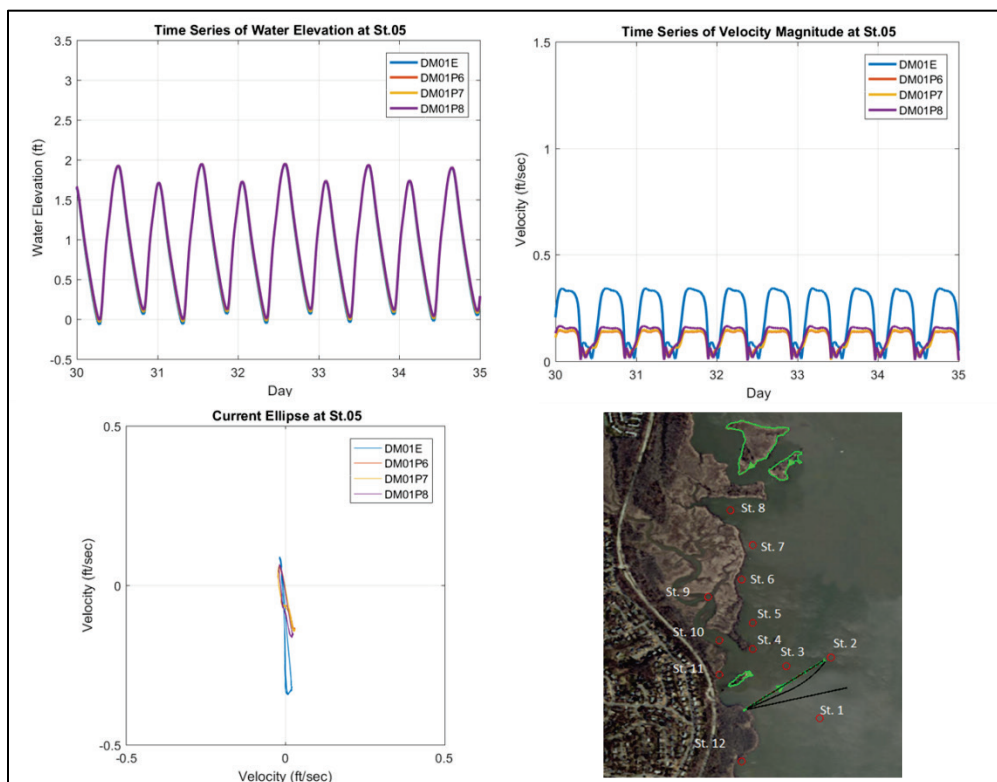 Time Series of Water Elevation at St.05
3.5
3
2.5
2
1.5
1
0.5
0
-0.5
Water Elevation (ft)
DM01E
DM01P6
DM01P7
DM01P8
30
31
32
33
34
35
Day
Time Series of Velocity Magnitude at St.05
1.5
1
0.5
0
Velocity (ft/sec)
DM01E
DM01P6
DM01P7
DM01P8
30
31
32
33
34
35
Day
Current Ellipse at St.05
0.5
0
-0.5
Velocity (ft/sec)
DM01E
DM01P6
DM01P7
DM01P8
-0.5
0
0.5
Velocity (ft/sec)
St. 8
St. 7
St. 6
St. 9
St. 5
St. 10
St. 4
St. 3
St. 2
St. 11
St. 1
St. 12